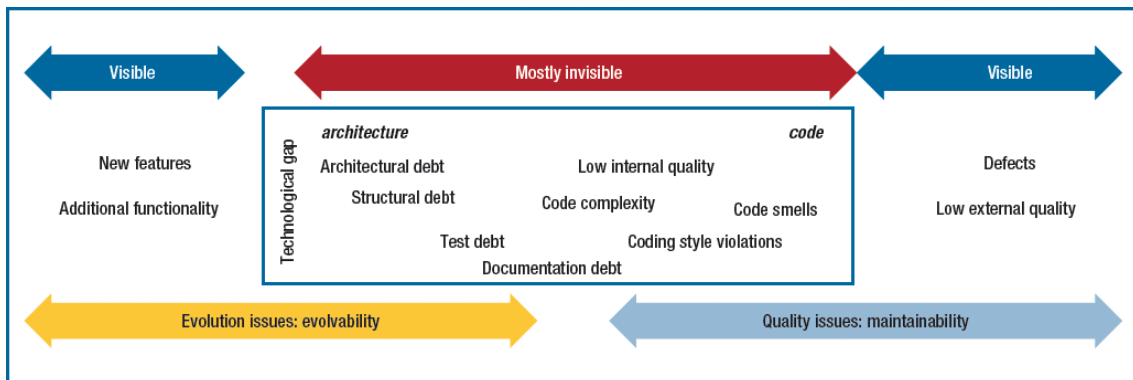 Visible
Mostly invisible
Visible
Technological gap
architecture
code
New features
Architectural debt
Low internal quality
Defects
Additional functionality
Structural debt
Code complexity
Code smells
Low external quality
Test debt
Coding style violations
Documentation debt
Evolution issues: evolvability
Quality issues: maintainability